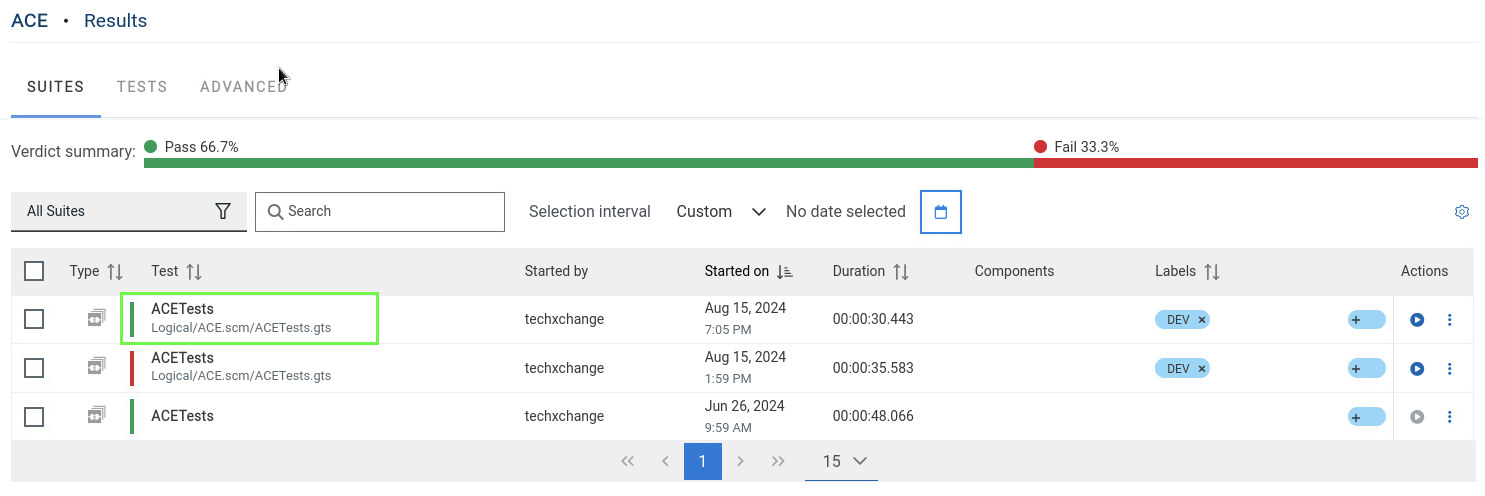 ACE • Results
SUITES TESTS ADVANCED
Verdict summary: Pass 66.7% Fail 33.3%
All Suites Search Selection interval Custom No date selected
Type Test Started by Started on Duration Components Labels Actions
ACETests Aug 15, 2024
Logical/ACE.scm/ACETests.gts techxchange 7:05 PM 00:00:30.443 DEV × +
ACETests Aug 15, 2024
Logical/ACE.scm/ACETests.gts techxchange 1:59 PM 00:00:35.583 DEV × +
ACETests techxchange Jun 26, 2024 00:00:48.066 +
9:59 AM
<< < 1 > >> 15